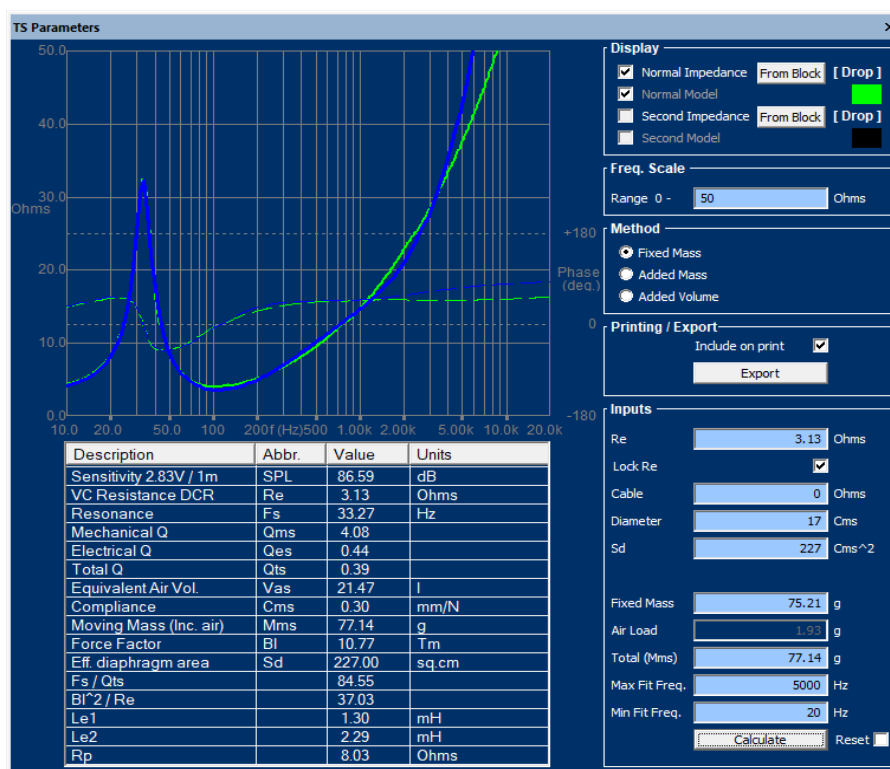 TS Parameters
×
50.0
40.0
30.0
Ohms
20.0
10.0
0.0
+180
Phase
(deg.)
0
-180
10.0 20.0 50.0 100 200 f (Hz) 500 1.00k 2.00k 5.00k 10.0k 20.0k
Description Abbr. Value Units
Sensitivity 2.83V / 1m SPL 86.59 dB
VC Resistance DCR Re 3.13 Ohms
Resonance Fs 33.27 Hz
Mechanical Q Qms 4.08
Electrical Q Qes 0.44
Total Q Qts 0.39
Equivalent Air Vol. Vas 21.47 l
Compliance Cms 0.30 mm/N
Moving Mass (Inc. air) Mms 77.14 g
Force Factor Bl 10.77 Tm
Eff. diaphragm area Sd 227.00 sq.cm
Fs / Qts 84.55
Bl^2 / Re 37.03
Le1 1.30 mH
Le2 2.29 mH
Rp 8.03 Ohms
Display
Normal Impedance From Block [ Drop ]
Normal Model
Second Impedance From Block [ Drop ]
Second Model
Freq. Scale
Range 0 - 50 Ohms
Method
Fixed Mass
Added Mass
Added Volume
Printing / Export
Include on print
Export
Inputs
Re 3.13 Ohms
Lock Re
Cable 0 Ohms
Diameter 17 Cms
Sd 227 Cms^2
Fixed Mass 75.21 g
Air Load 1.93 g
Total (Mms) 77.14 g
Max Fit Freq. 5000 Hz
Min Fit Freq. 20 Hz
Calculate Reset